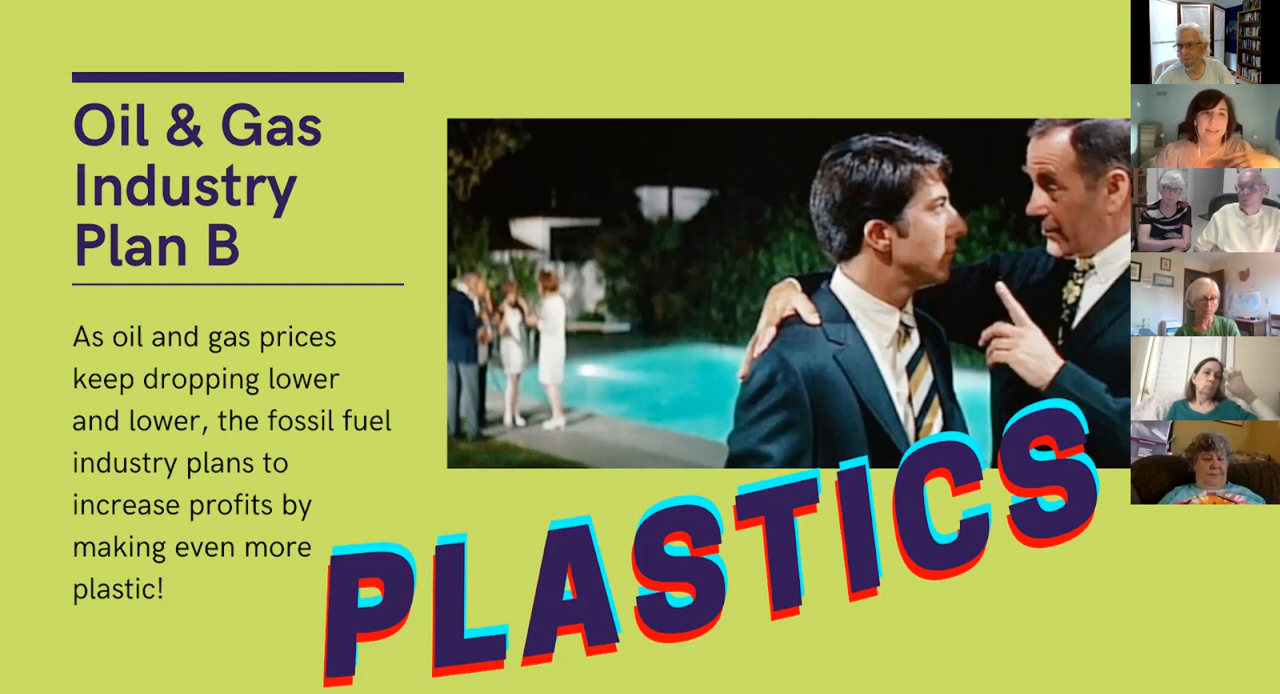 Oil & Gas
Industry
Plan B
As oil and gas prices
keep dropping lower
and lower, the fossil fuel
industry plans to
increase profits by
making even more
plastic!
PLASTICS